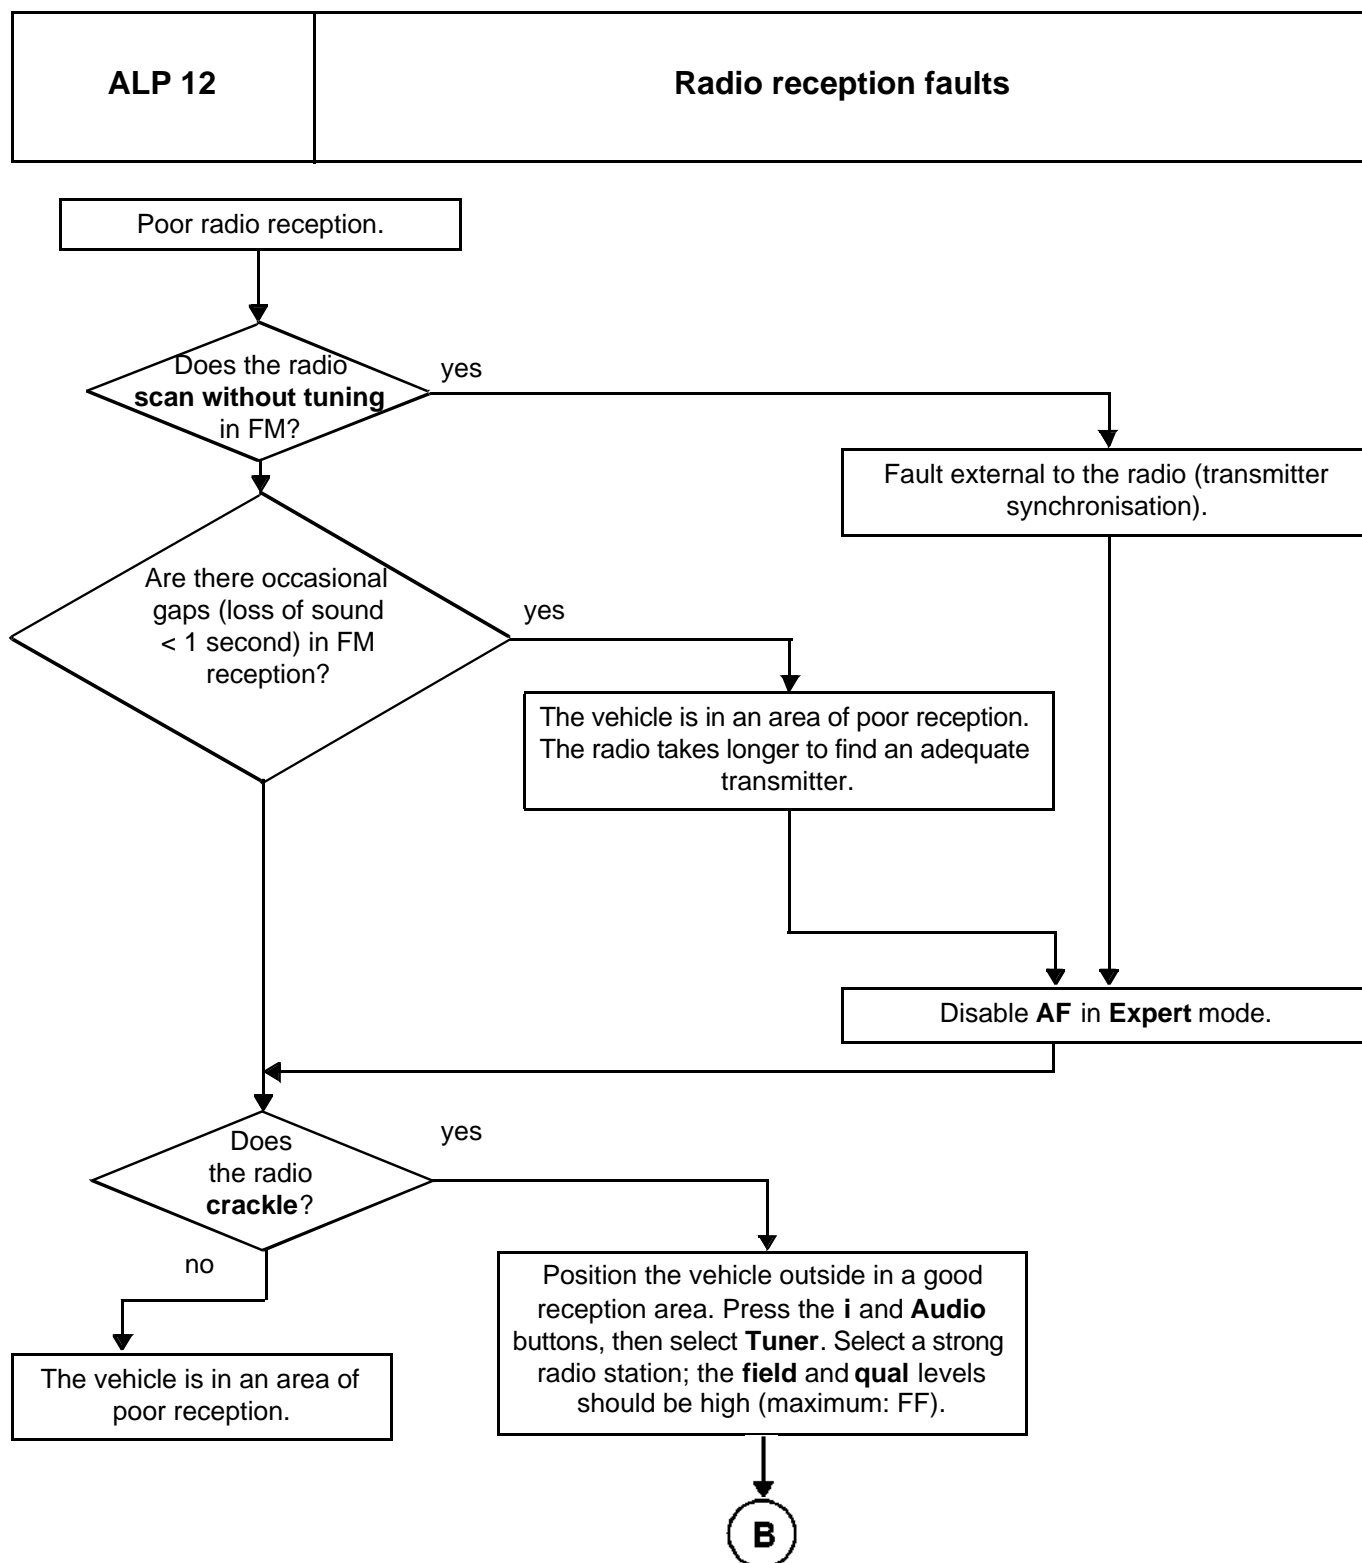 ALP 12
Radio reception faults
Poor radio reception.
Does the radio
scan without tuning
in FM?
yes
Fault external to the radio (transmitter
synchronisation).
Are there occasional
gaps (loss of sound
< 1 second) in FM
reception?
yes
The vehicle is in an area of poor reception.
The radio takes longer to find an adequate
transmitter.
Disable AF in Expert mode.
Does
the radio
crackle?
yes
no
Position the vehicle outside in a good
reception area. Press the i and Audio
buttons, then select Tuner. Select a strong
radio station; the field and qual levels
should be high (maximum: FF).
The vehicle is in an area of
poor reception.
B